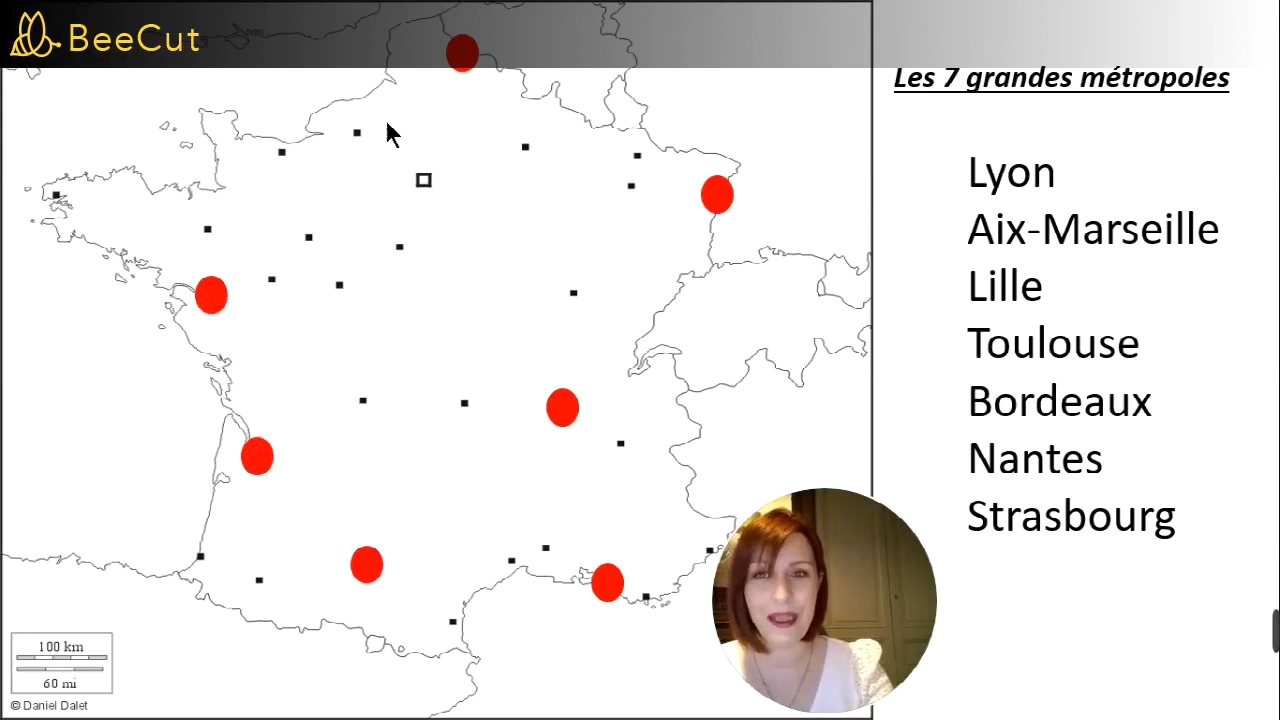 BeeCut
Les 7 grandes métropoles
Lyon
Aix-Marseille
Lille
Toulouse
Bordeaux
Nantes
Strasbourg
100 km
60 mi
© Daniel Dalet